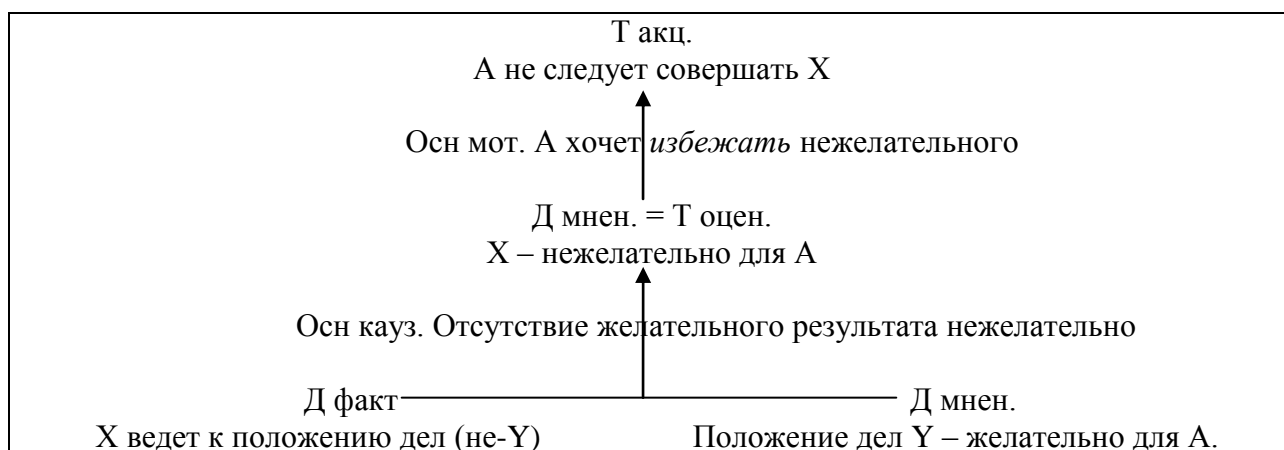 Т акц.
А не следует совершать X
Осн мот. А хочет избежать нежелательного
Д мнен. = Т оцен.
X – нежелательно для А
Осн кауз. Отсутствие желательного результата нежелательно
Д факт Д мнен.
X ведет к положению дел (не-Y) Положение дел Y – желательно для А.